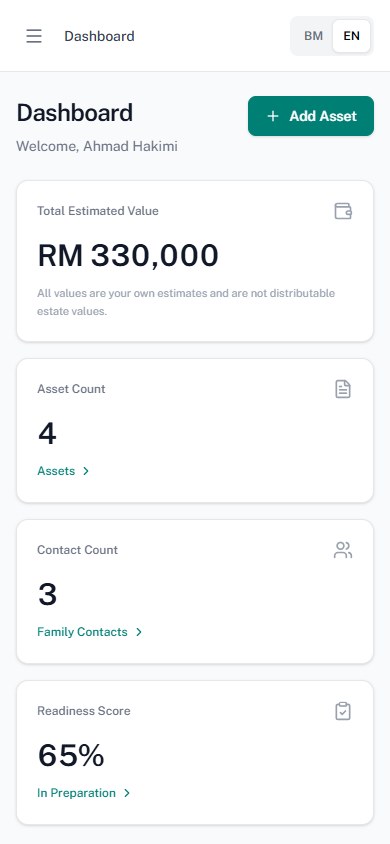 Dashboard
BM
EN
Dashboard
Add Asset
Welcome, Ahmad Hakimi
Total Estimated Value
RM 330,000
All values are your own estimates and are not distributable
estate values.
Asset Count
4
Assets
Contact Count
3
Family Contacts
Readiness Score
65%
In Preparation